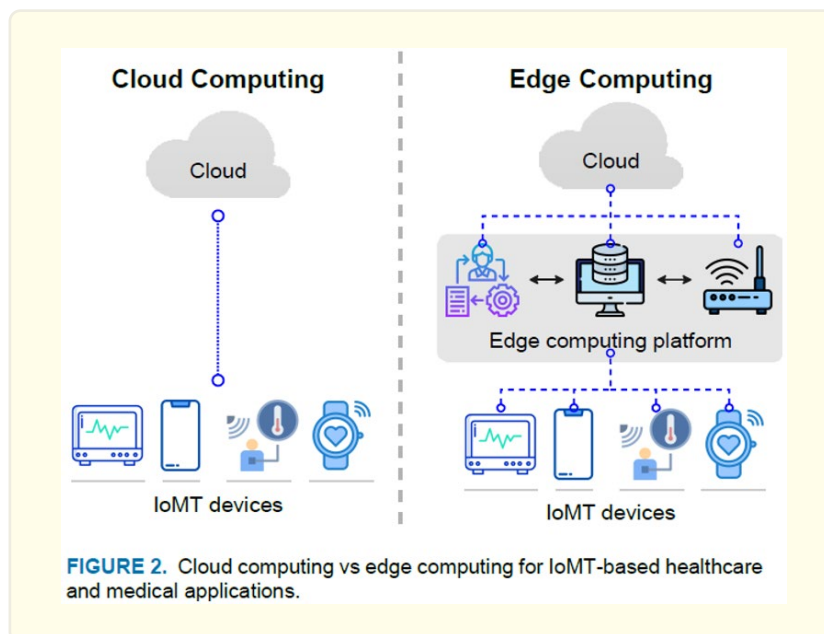 Cloud Computing
Edge Computing
Cloud
Cloud
Edge computing platform
IoMT devices
IoMT devices
FIGURE 2. Cloud computing vs edge computing for IoMT-based healthcare
and medical applications.